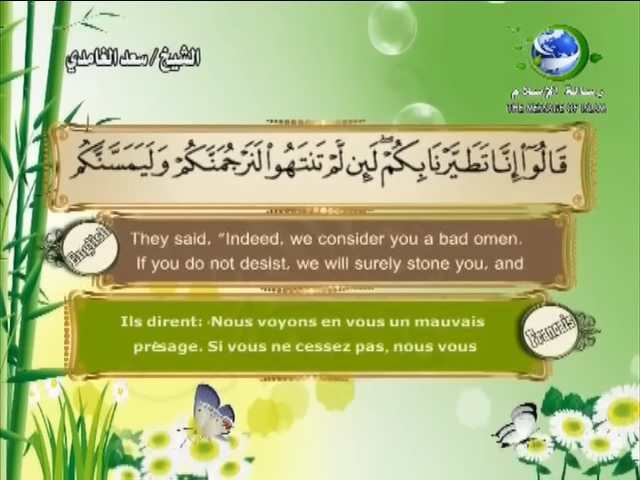 الشيخ / سعد الغامدي
رسالة الإسلام
THE MESSAGE OF ISLAM
قَالُوٓا۟ إِنَّا تَطَيَّرْنَا بِكُمْ ۖ لَئِن لَّمْ تَنتَهُوا۟ لَنَرْجُمَنَّكُمْ وَلَيَمَسَّنَّكُم
English
They said, "Indeed, we consider you a bad omen.
If you do not desist, we will surely stone you, and
Ils dirent: «Nous voyons en vous un mauvais
présage. Si vous ne cessez pas, nous vous
Francais